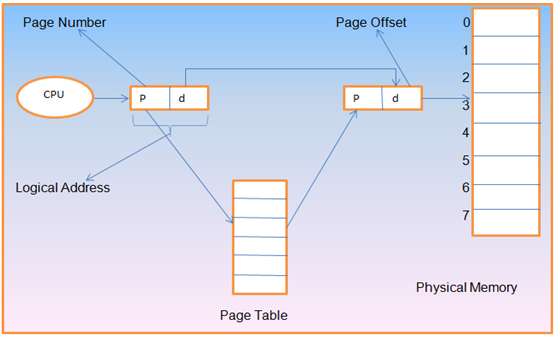 Page Number
Page Offset
CPU
P d
P d
0
1
2
3
4
5
6
7
Logical Address
Physical Memory
Page Table